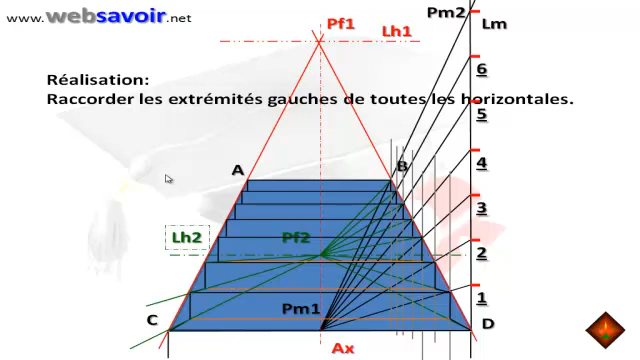 www.websavoir.net
Pf1
Lh1
Pm2
Lm
Réalisation:
Raccorder les extrémités gauches de toutes les horizontales.
6
5
4
3
2
1
A
B
Lh2
Pf2
C
Pm1
D
Ax